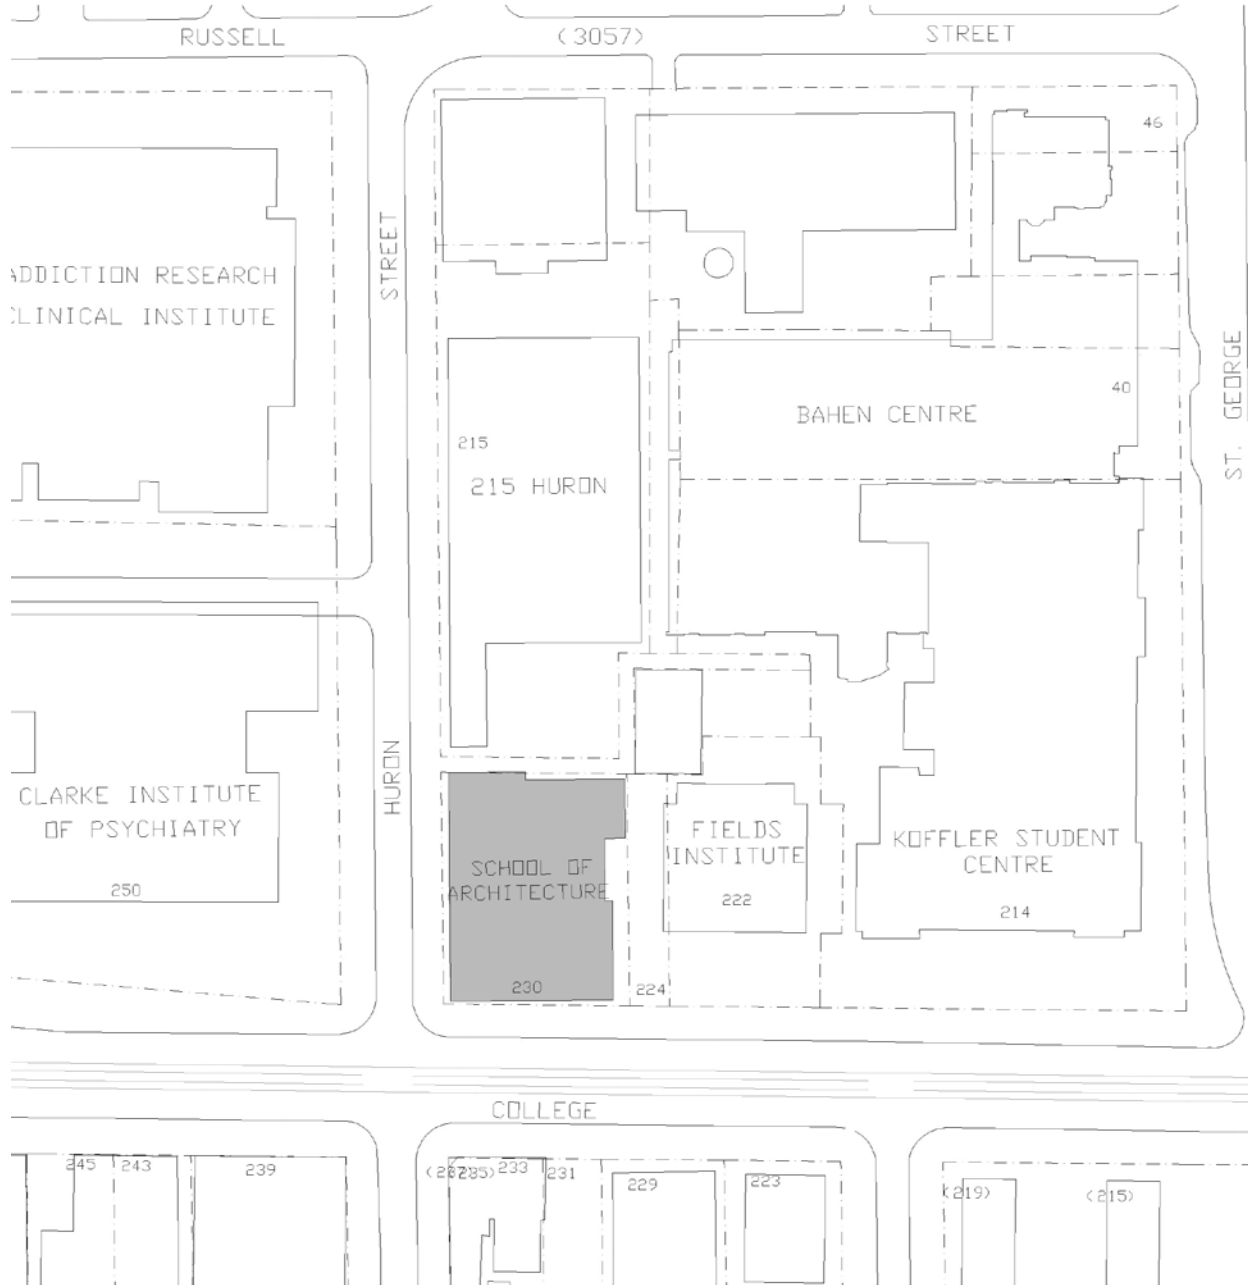 RUSSELL (3057) STREET
46
STREET
ADDICTION RESEARCH
CLINICAL INSTITUTE
ST. GEORGE
40
BAHEN CENTRE
215
215 HURON
HURON
CLARKE INSTITUTE
OF PSYCHIATRY
250
SCHOOL OF
ARCHITECTURE
230
224
FIELDS
INSTITUTE
222
KOFFLER STUDENT
CENTRE
214
COLLEGE
245 243 239 (237) 235) 233 231 229 223 (219) (215)